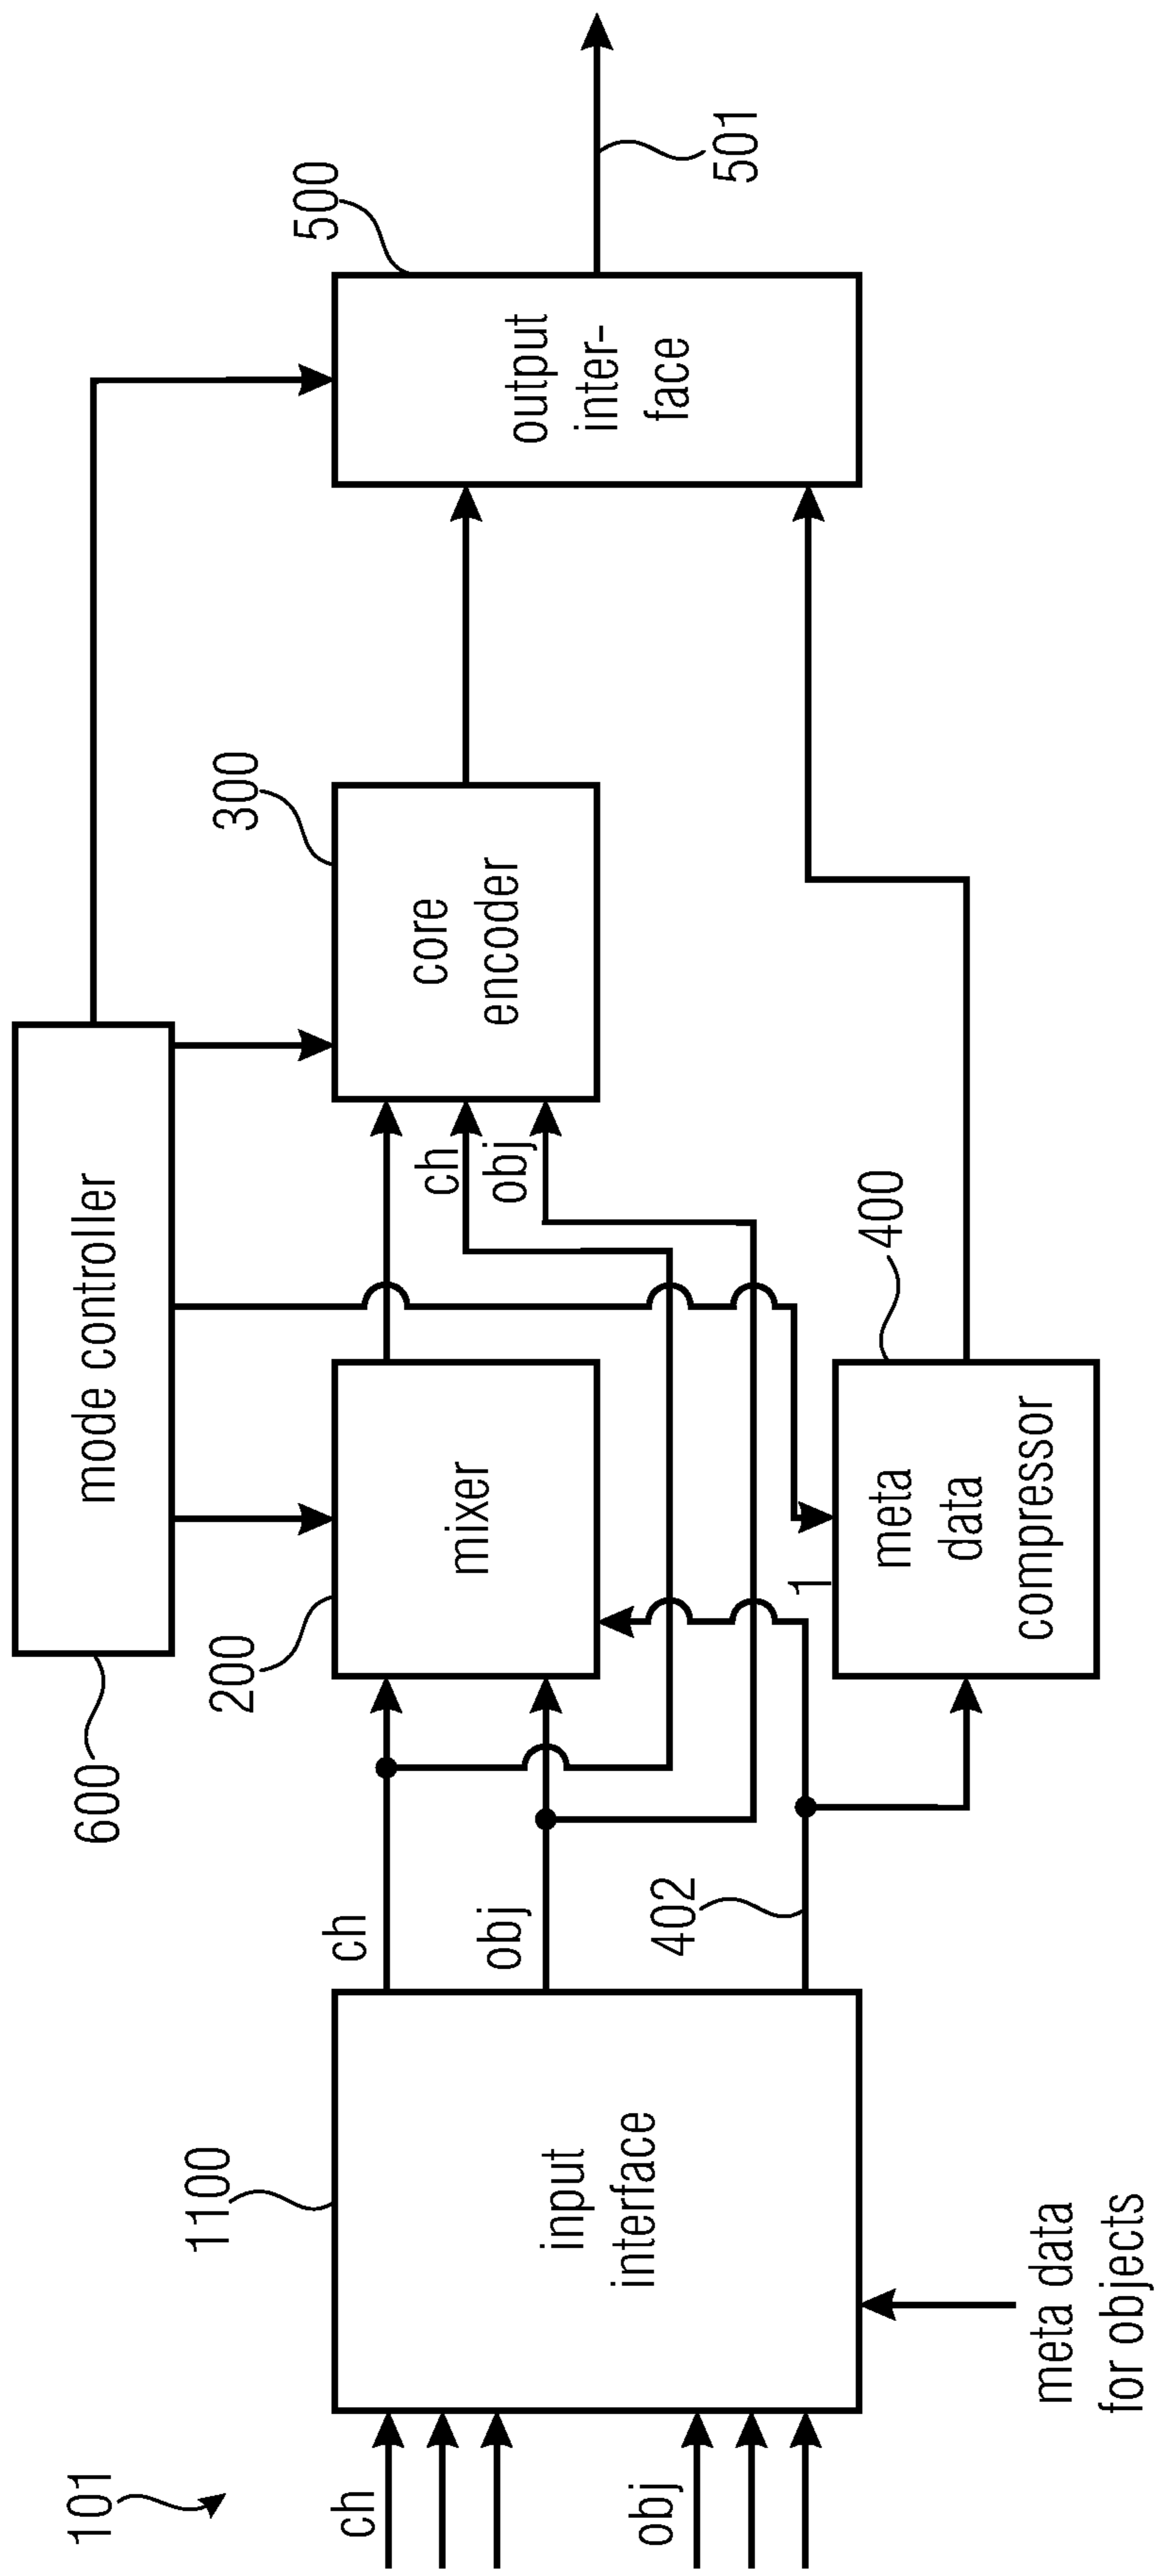 101
600
mode controller
500
501
1100
200
300
ch
obj
input
interface
ch
obj
402
mixer
ch
obj
core
encoder
output
inter-
face
1
400
meta
data
compressor
meta data
for objects